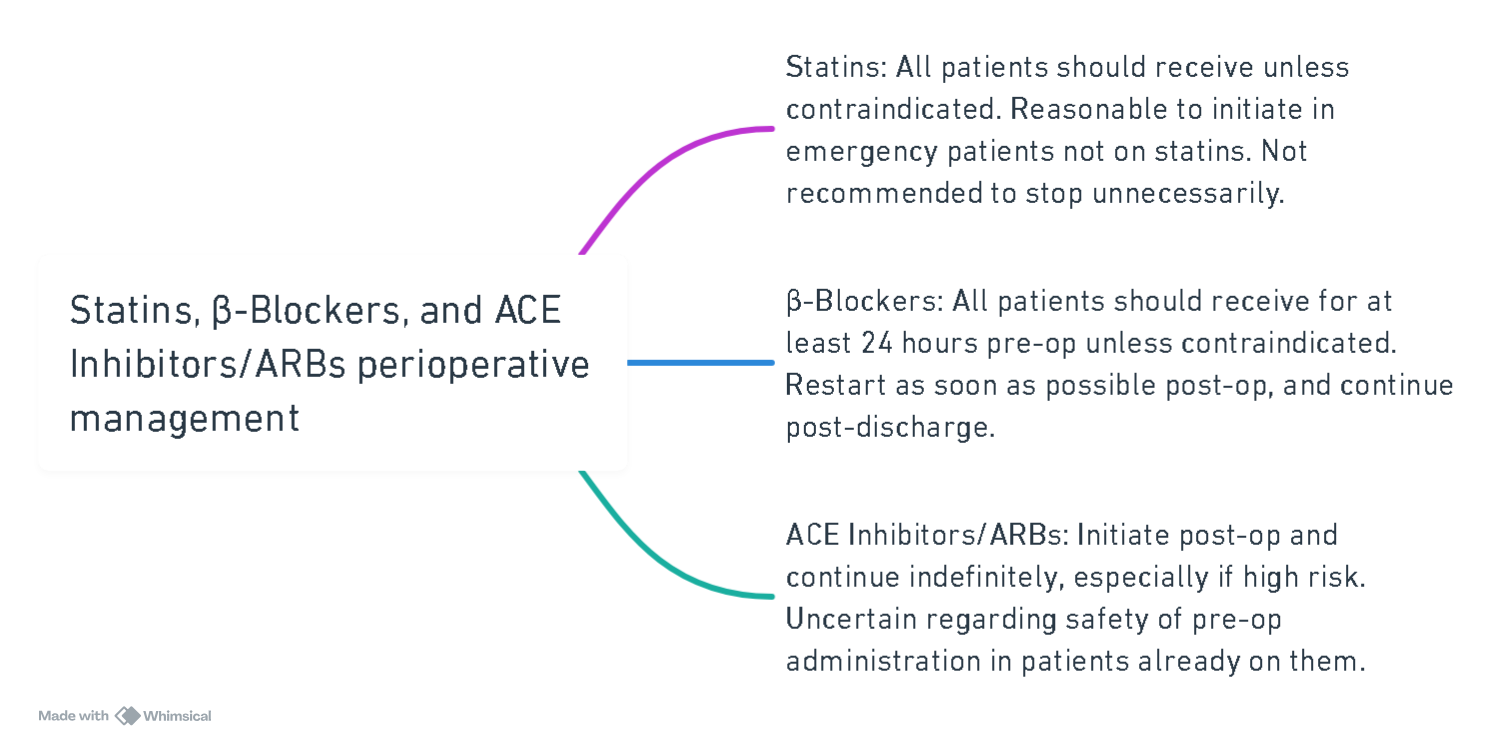 Statins, β-Blockers, and ACE
Inhibitors/ARBs perioperative
management
Statins: All patients should receive unless
contraindicated. Reasonable to initiate in
emergency patients not on statins. Not
recommended to stop unnecessarily.
β-Blockers: All patients should receive for at
least 24 hours pre-op unless contraindicated.
Restart as soon as possible post-op, and continue
post-discharge.
ACE Inhibitors/ARBs: Initiate post-op and
continue indefinitely, especially if high risk.
Uncertain regarding safety of pre-op
administration in patients already on them.
Made with Whimsical